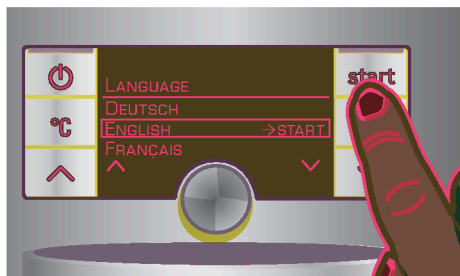 start
LANGUAGE
DEUTSCH
°C
ENGLISH →START
FRANÇAIS